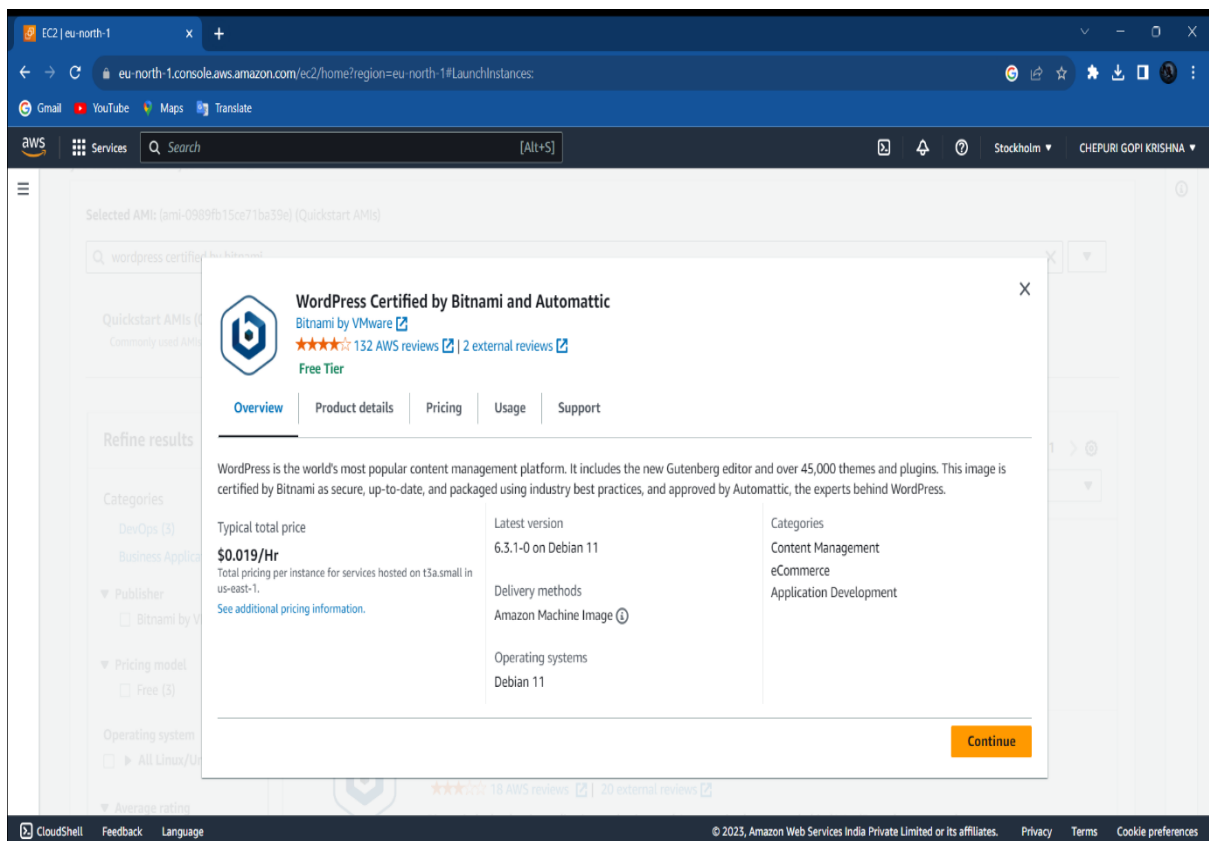 EC2 | eu-north-1
eu-north-1.console.aws.amazon.com/ec2/home?region=eu-north-1#LaunchInstances:
Gmail YouTube Maps Translate
aws Services Search [Alt+S] Stockholm CHEPURI GOPI KRISHNA
Selected AMI: (ami-0989fb15ce71ba39e) (Quickstart AMIs)
wordpress certified by bitnami
WordPress Certified by Bitnami and Automattic
Quickstart AMIs
Bitnami by VMware
Commonly used AMIs
132 AWS reviews | 2 external reviews
Free Tier
Overview Product details Pricing Usage Support
Refine results
1
WordPress is the world's most popular content management platform. It includes the new Gutenberg editor and over 45,000 themes and plugins. This image is
certified by Bitnami as secure, up-to-date, and packaged using industry best practices, and approved by Automattic, the experts behind WordPress.
Categories
DevOps (3)
Business Applica
Publisher
Bitnami by V
Pricing model
Free (3)
Operating system
All Linux/Un
Average rating
Typical total price
$0.019/Hr
Total pricing per instance for services hosted on t3a.small in
us-east-1.
See additional pricing information.
Latest version
6.3.1-0 on Debian 11
Delivery methods
Amazon Machine Image
Operating systems
Debian 11
Categories
Content Management
eCommerce
Application Development
Continue
18 AWS reviews | 20 external reviews
CloudShell Feedback Language © 2023, Amazon Web Services India Private Limited or its affiliates. Privacy Terms Cookie preferences